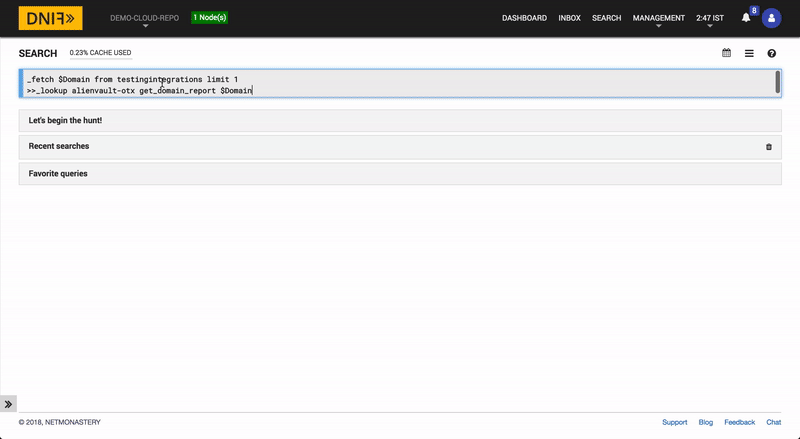 DNIF»
DEMO-CLOUD-REPO
1 Node(s)
DASHBOARD
INBOX
SEARCH
MANAGEMENT
2:47 IST
8
SEARCH
0.23% CACHE USED
_fetch $Domain from testingintegrations limit 1
>>_lookup alienvault-otx get_domain_report $Domain
Let's begin the hunt!
Recent searches
Favorite queries
© 2018, NETMONASTERY
Support
Blog
Feedback
Chat